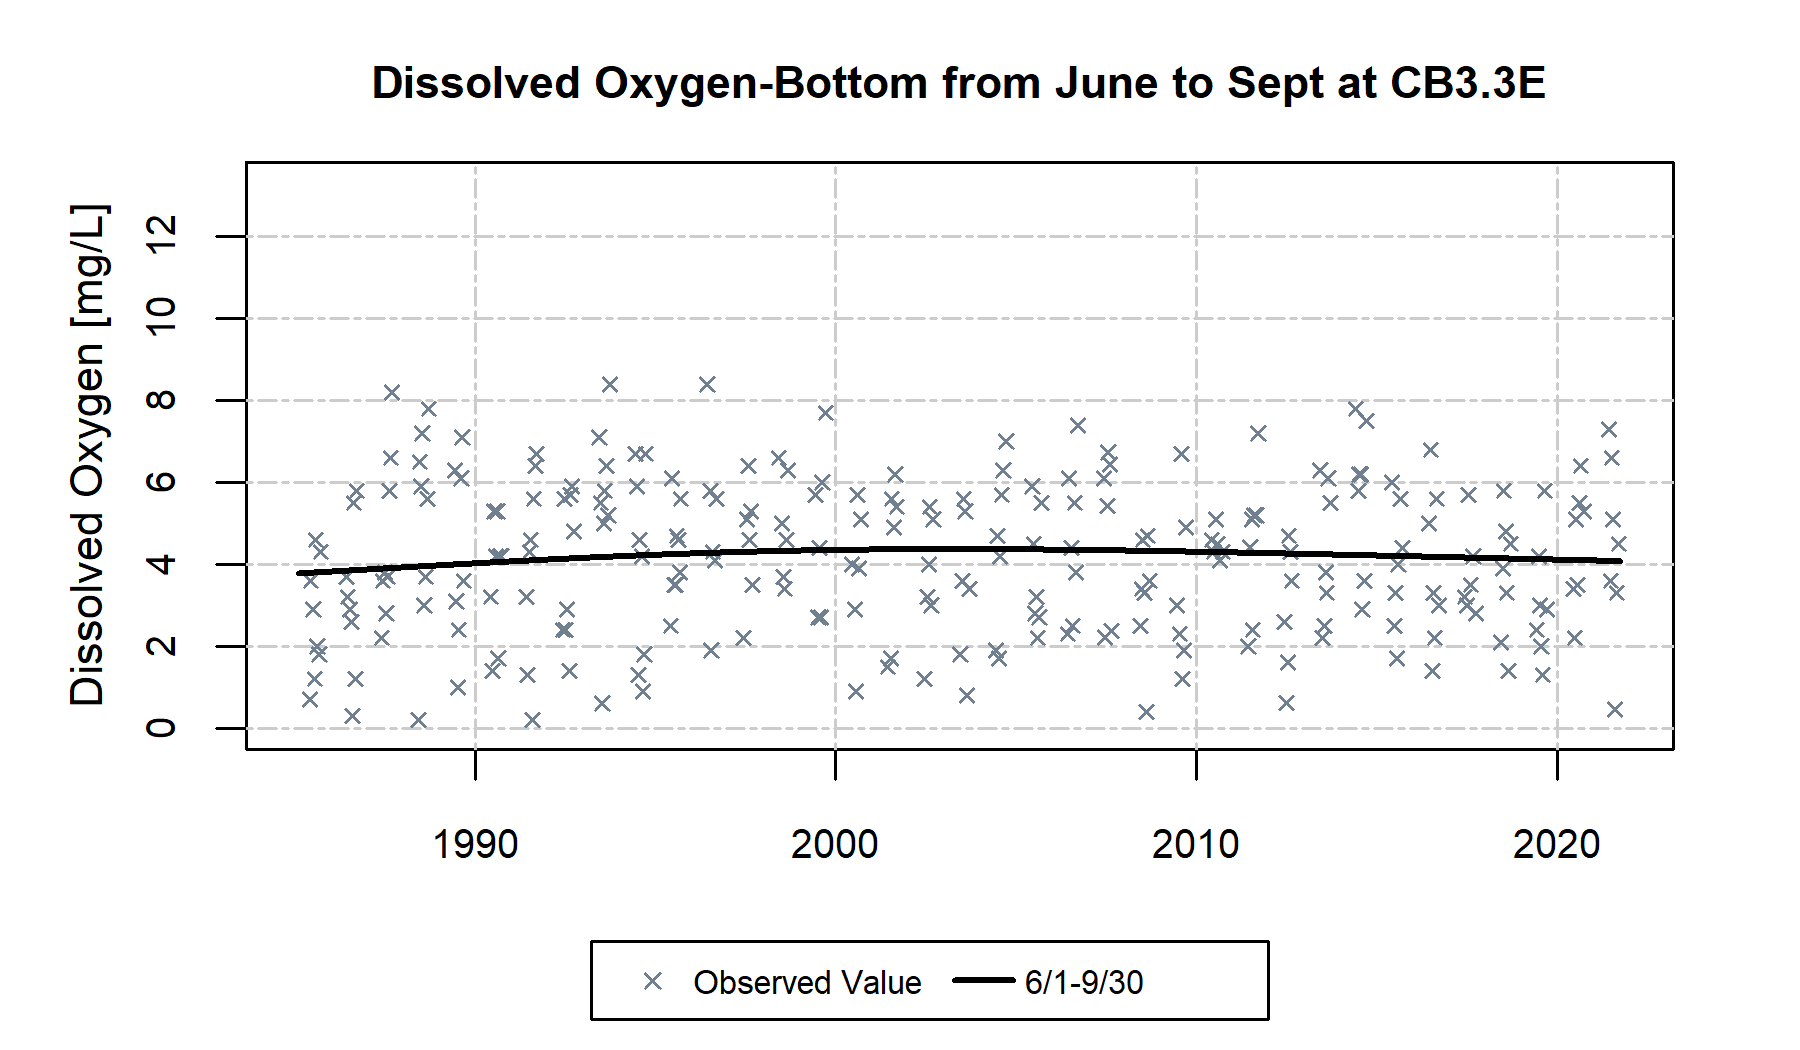 Dissolved Oxygen-Bottom from June to Sept at CB3.3E
Dissolved Oxygen [mg/L]
12
10
8
6
4
2
0
1990 2000 2010 2020
Observed Value 6/1-9/30